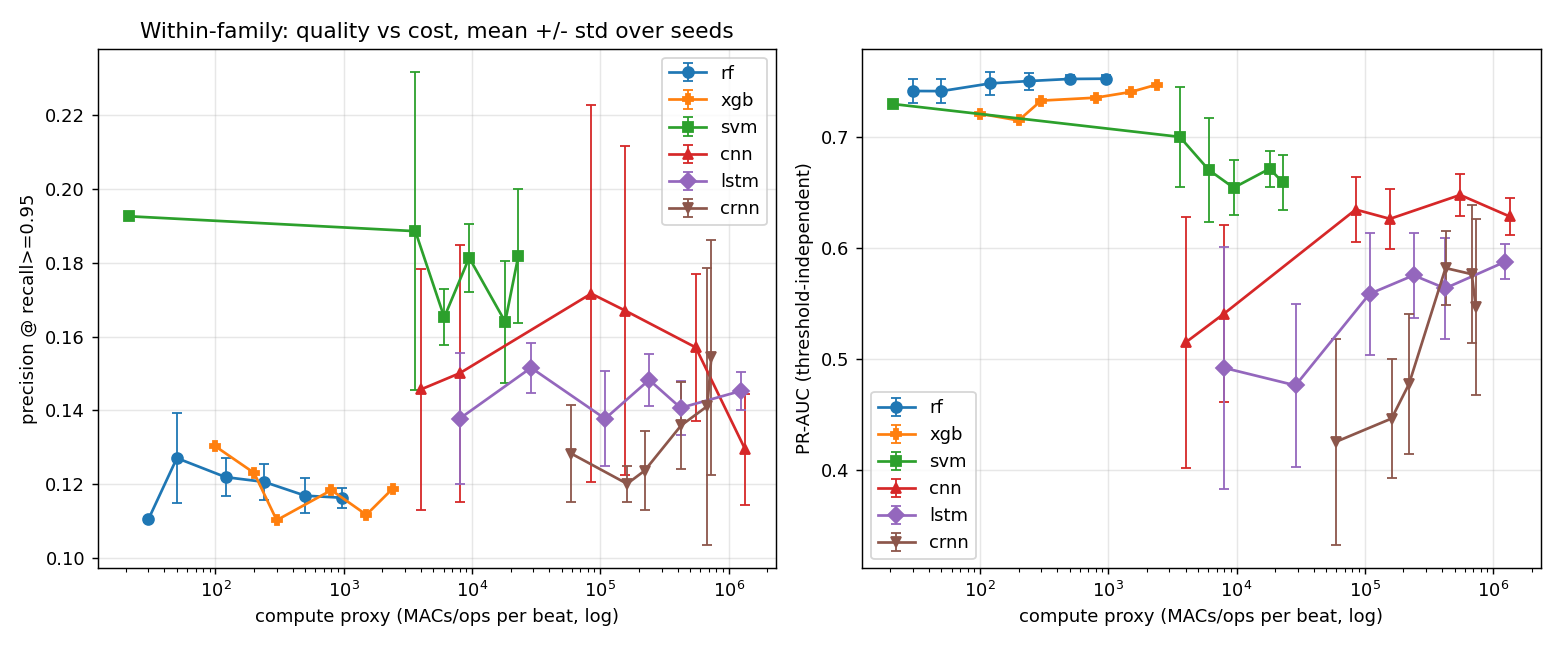 Within-family: quality vs cost, mean +/- std over seeds
precision @ recall>=0.95
0.22
0.20
0.18
0.16
0.14
0.12
0.10
rf
xgb
svm
cnn
lstm
crnn
10²
10³
10⁴
10⁵
10⁶
compute proxy (MACs/ops per beat, log)
PR-AUC (threshold-independent)
0.7
0.6
0.5
0.4
rf
xgb
svm
cnn
lstm
crnn
10²
10³
10⁴
10⁵
10⁶
compute proxy (MACs/ops per beat, log)